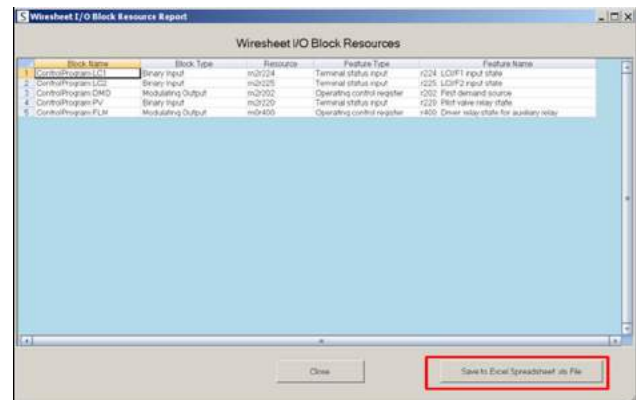 Wiresheet I/O Block Resource Report
Wiresheet I/O Block Resources
Block Name Block Type Resource Feature Type Feature Name
1 ControlProgram-LC1 Binary Input m2r224 Terminal status input r224 LCI/F1 input state
2 ControlProgram-LC2 Binary Input m2r225 Terminal status input r225 LCI/F2 input state
3 ControlProgram-DMD Modulating Output m2r202 Operating control register r202 First demand source
4 ControlProgram-PV Binary Input m2r220 Terminal status input r220 Pilot valve relay state
5 ControlProgram-FLM Modulating Output m0r400 Operating control register r400 Driver relay state for auxiliary relay
Close
Save to Excel Spreadsheet .xls File